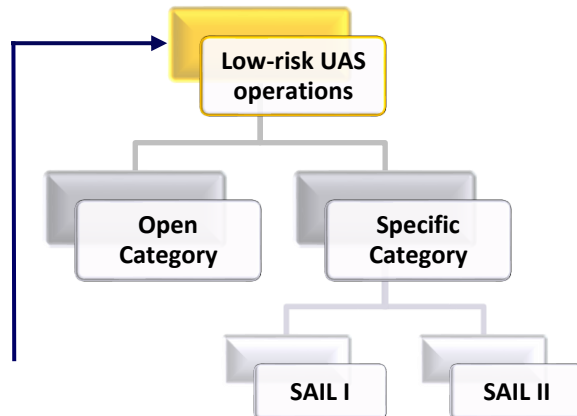 Low-risk UAS
operations
Open
Category
Specific
Category
SAIL I
SAIL II